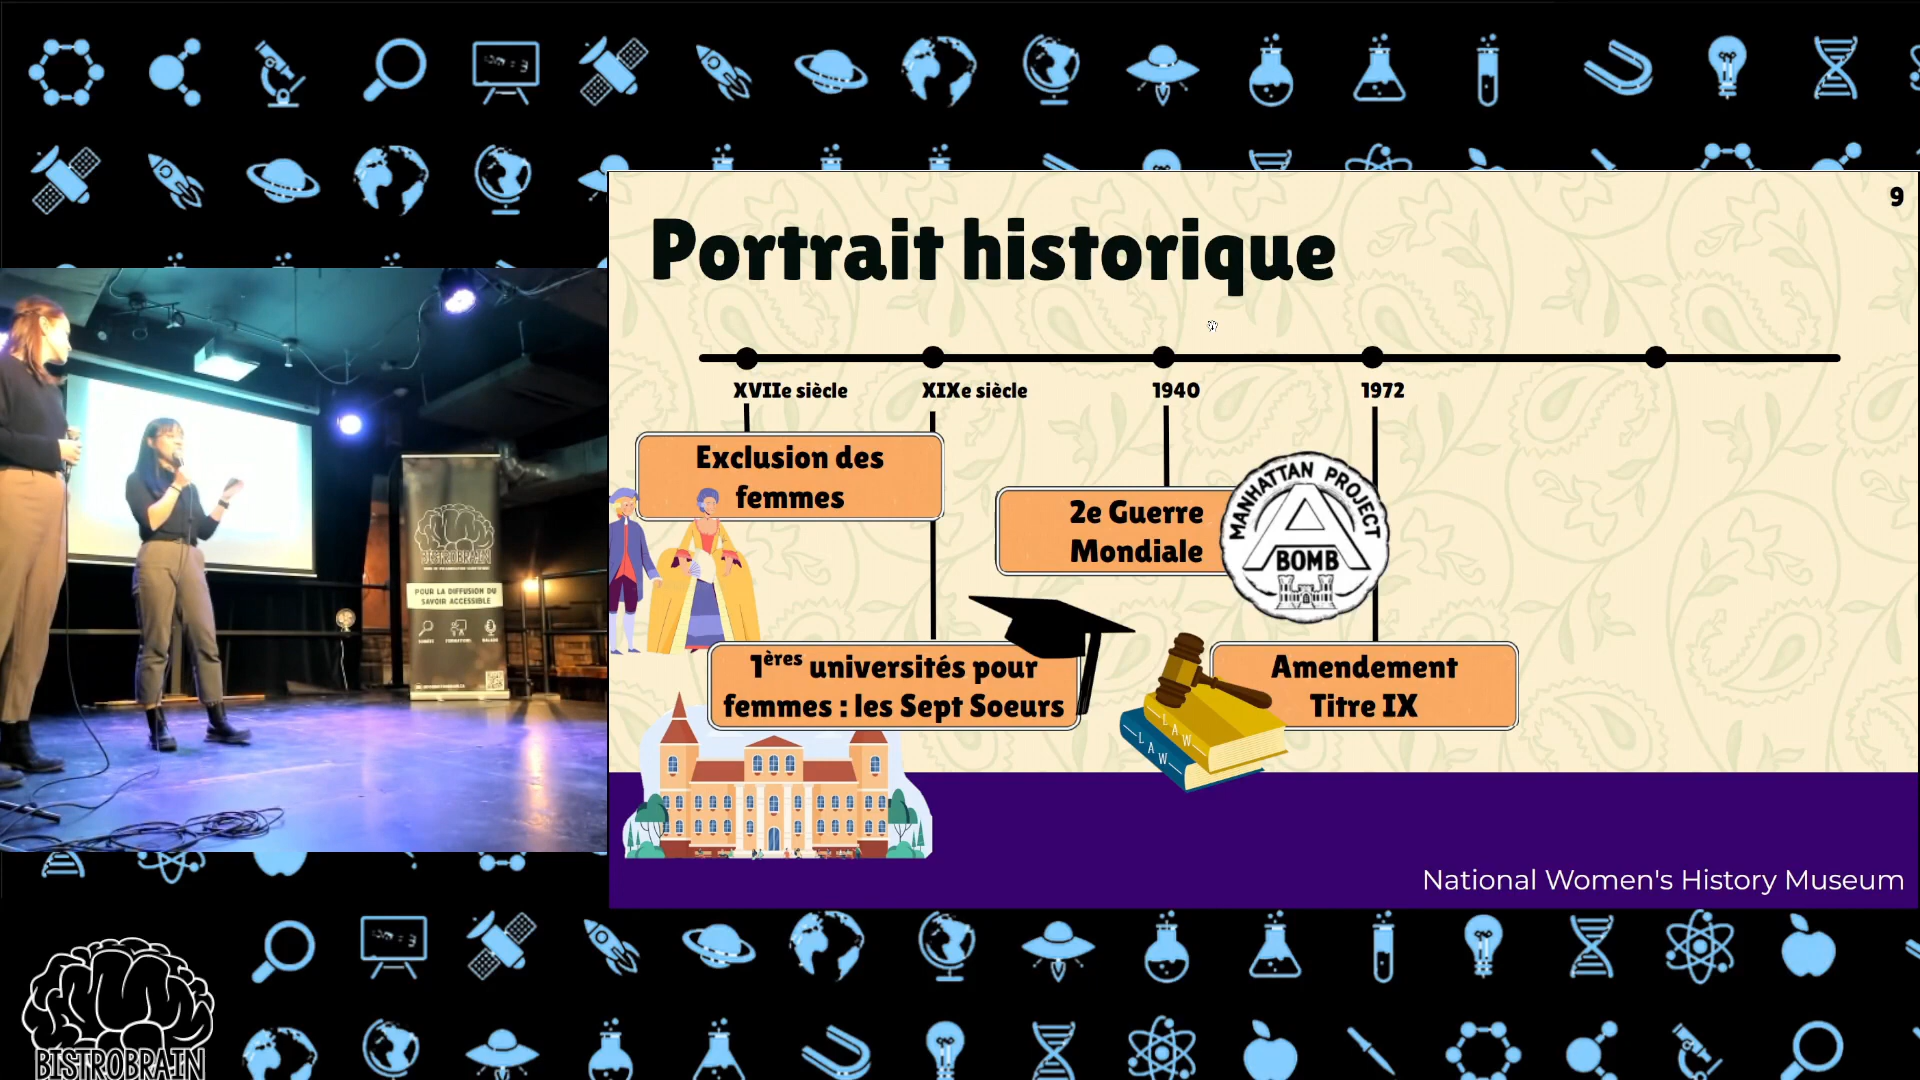 9
Portrait historique
XVIIe siècle
XIXe siècle
1940
1972
Exclusion des
femmes
2e Guerre
Mondiale
MANHATTAN PROJECT
A
BOMB
1ères universités pour
femmes : les Sept Soeurs
Amendement
Titre IX
LAW
LAW
National Women's History Museum
BISTROBRAIN
POUR LA DIFFUSION DU
SAVOIR ACCESSIBLE
BISTROBRAIN